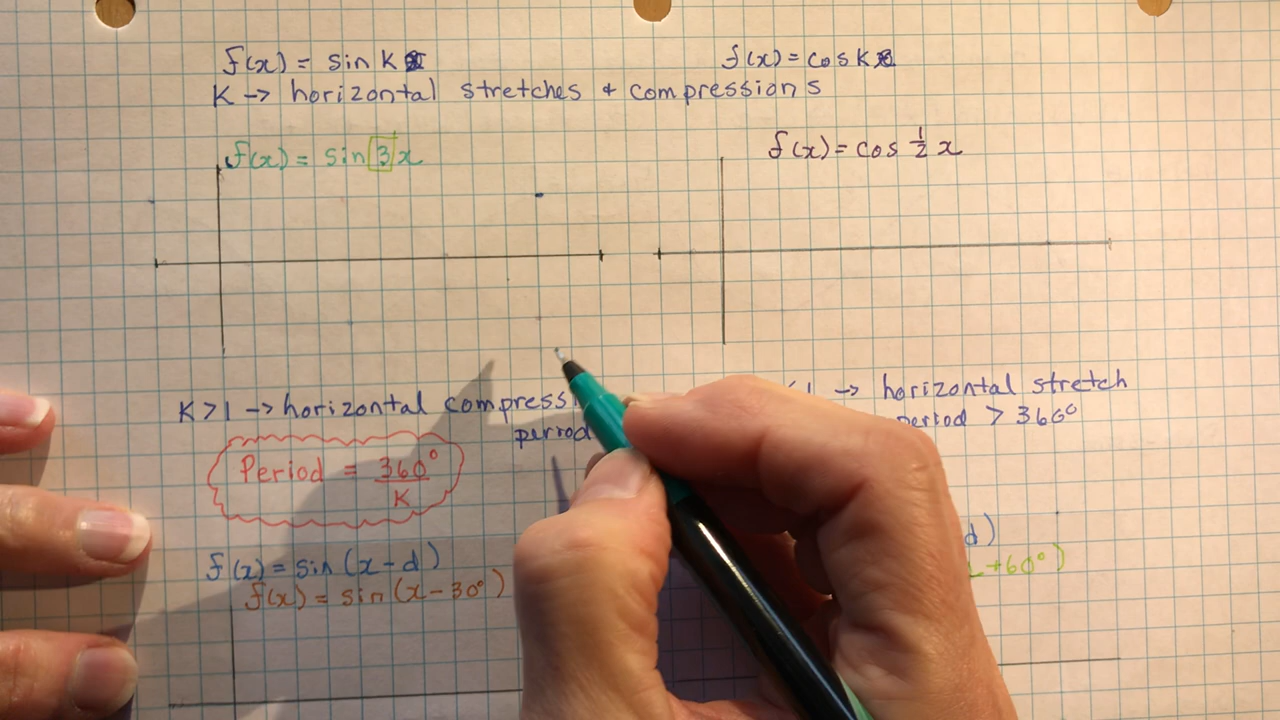 f(x) = sin k
f(x) = cos k
K → horizontal stretches + compressions
f(x) = sin 3x
f(x) = cos 1/2 x
K > 1 → horizontal compress
period
1 → horizontal stretch
period > 360°
Period = 360°/K
f(x) = sin (x - d)
f(x) = sin (x - 30°)
d)
+60°)